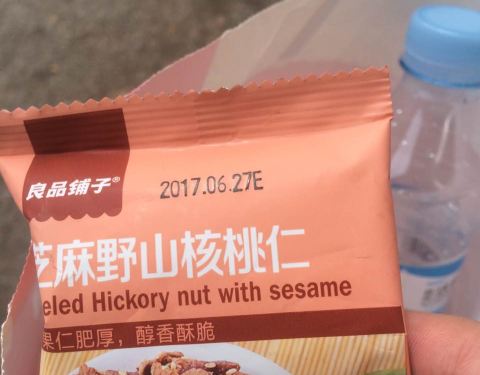 良品铺子®
2017.06.27E
芝麻野山核桃仁
eled Hickory nut with sesame
果仁肥厚，醇香酥脆